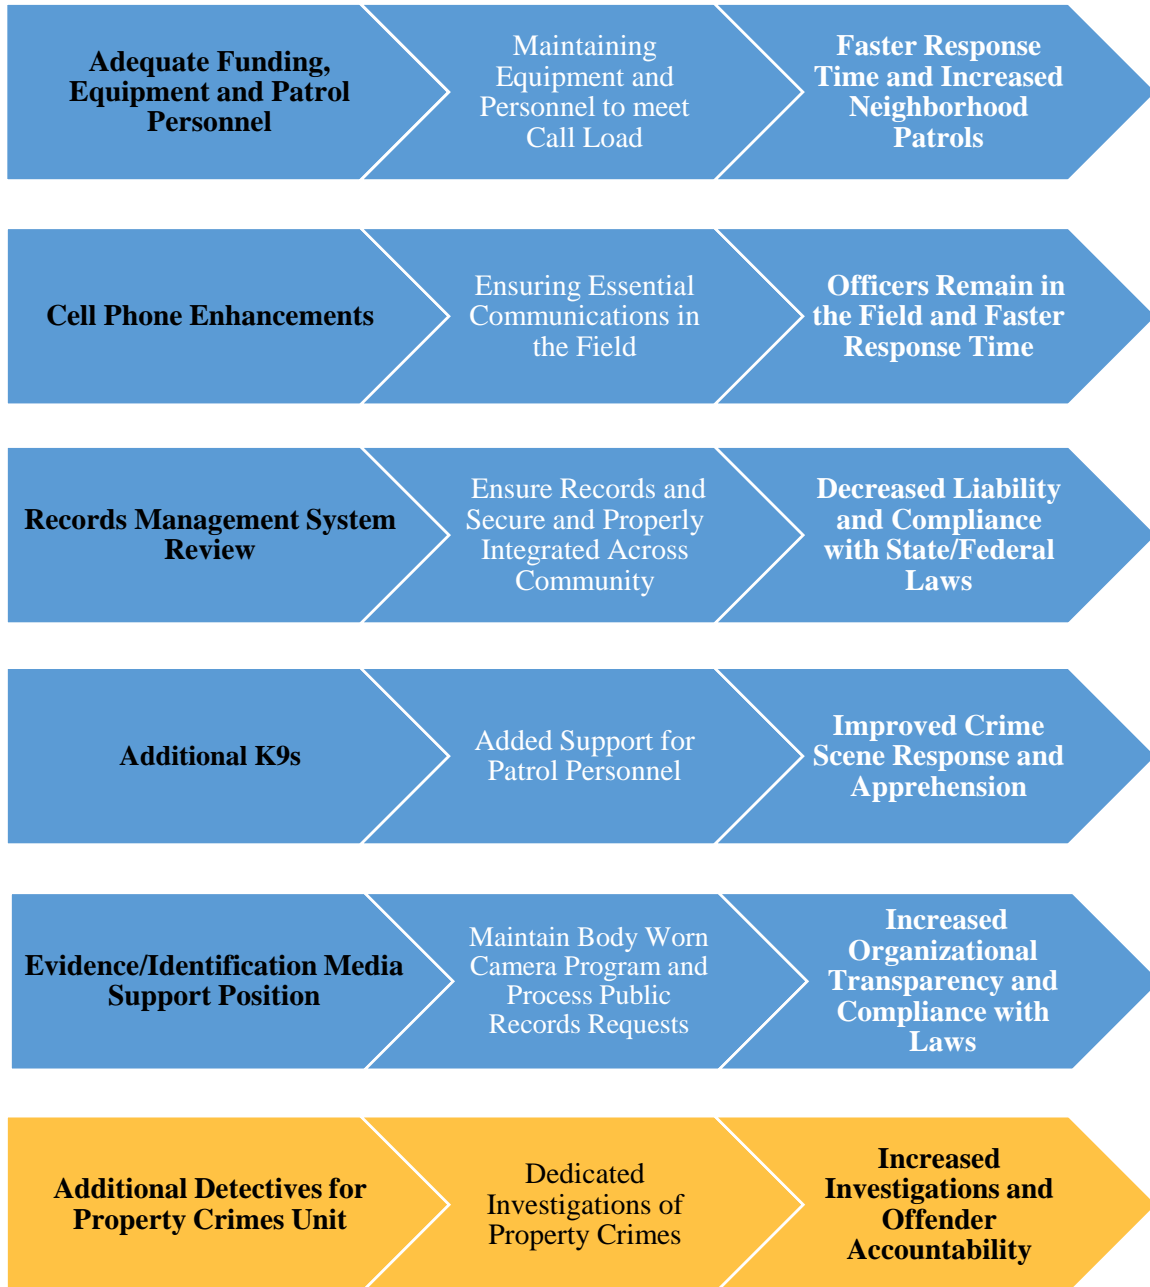 Adequate Funding,
Equipment and Patrol
Personnel
Maintaining
Equipment and
Personnel to meet
Call Load
Faster Response
Time and Increased
Neighborhood
Patrols
Cell Phone Enhancements
Ensuring Essential
Communications in
the Field
Officers Remain in
the Field and Faster
Response Time
Records Management System
Review
Ensure Records and
Secure and Properly
Integrated Across
Community
Decreased Liability
and Compliance
with State/Federal
Laws
Additional K9s
Added Support for
Patrol Personnel
Improved Crime
Scene Response and
Apprehension
Evidence/Identification Media
Support Position
Maintain Body Worn
Camera Program and
Process Public
Records Requests
Increased
Organizational
Transparency and
Compliance with
Laws
Additional Detectives for
Property Crimes Unit
Dedicated
Investigations of
Property Crimes
Increased
Investigations and
Offender
Accountability